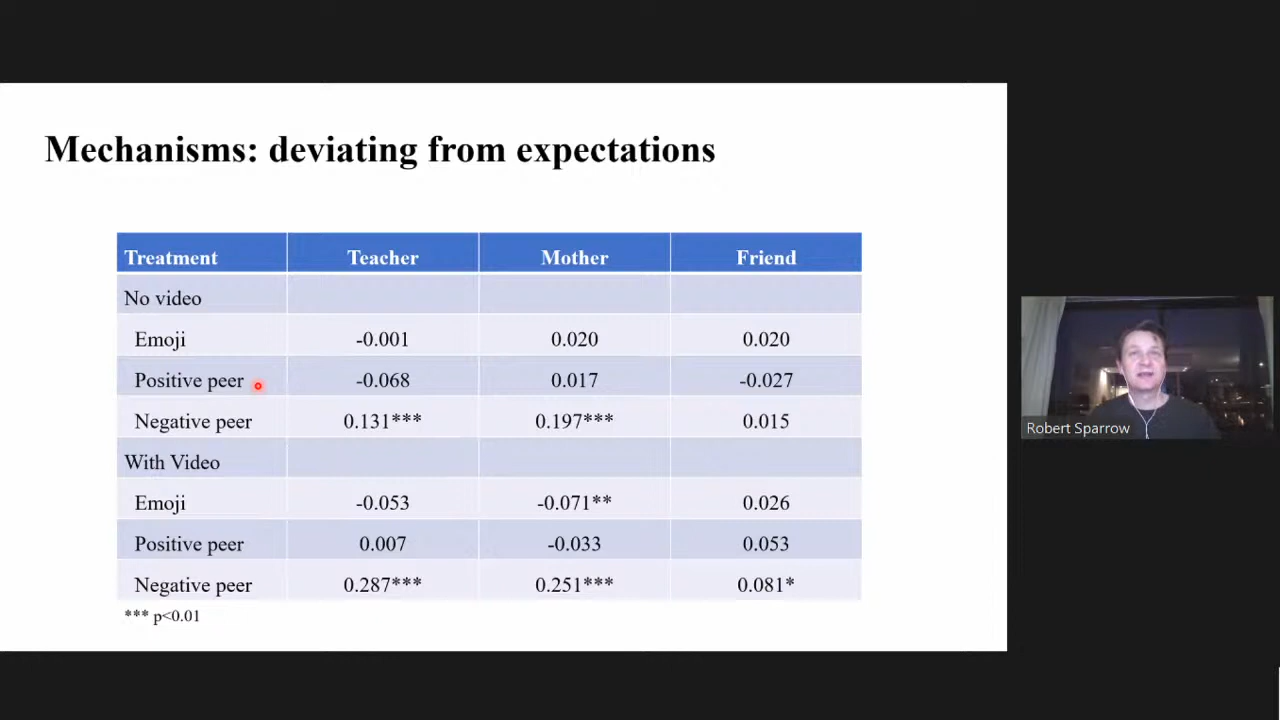 Mechanisms: deviating from expectations
Treatment Teacher Mother Friend
No video
Emoji -0.001 0.020 0.020
Positive peer -0.068 0.017 -0.027
Negative peer 0.131*** 0.197*** 0.015
With Video
Emoji -0.053 -0.071** 0.026
Positive peer 0.007 -0.033 0.053
Negative peer 0.287*** 0.251*** 0.081*
*** p<0.01
Robert Sparrow